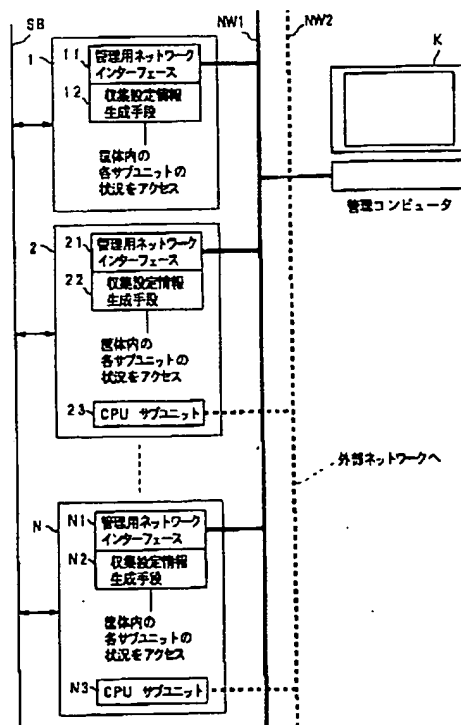 SB
NW1
NW2
1
11
管理用ネットワーク
インターフェース
12
収集設定情報
生成手段
筐体内の
各サブユニットの
状況をアクセス
K
管理コンピュータ
2
21
管理用ネットワーク
インターフェース
22
収集設定情報
生成手段
筐体内の
各サブユニットの
状況をアクセス
23
CPU サブユニット
外部ネットワークへ
N
N1
管理用ネットワーク
インターフェース
N2
収集設定情報
生成手段
筐体内の
各サブユニットの
状況をアクセス
N3
CPU サブユニット